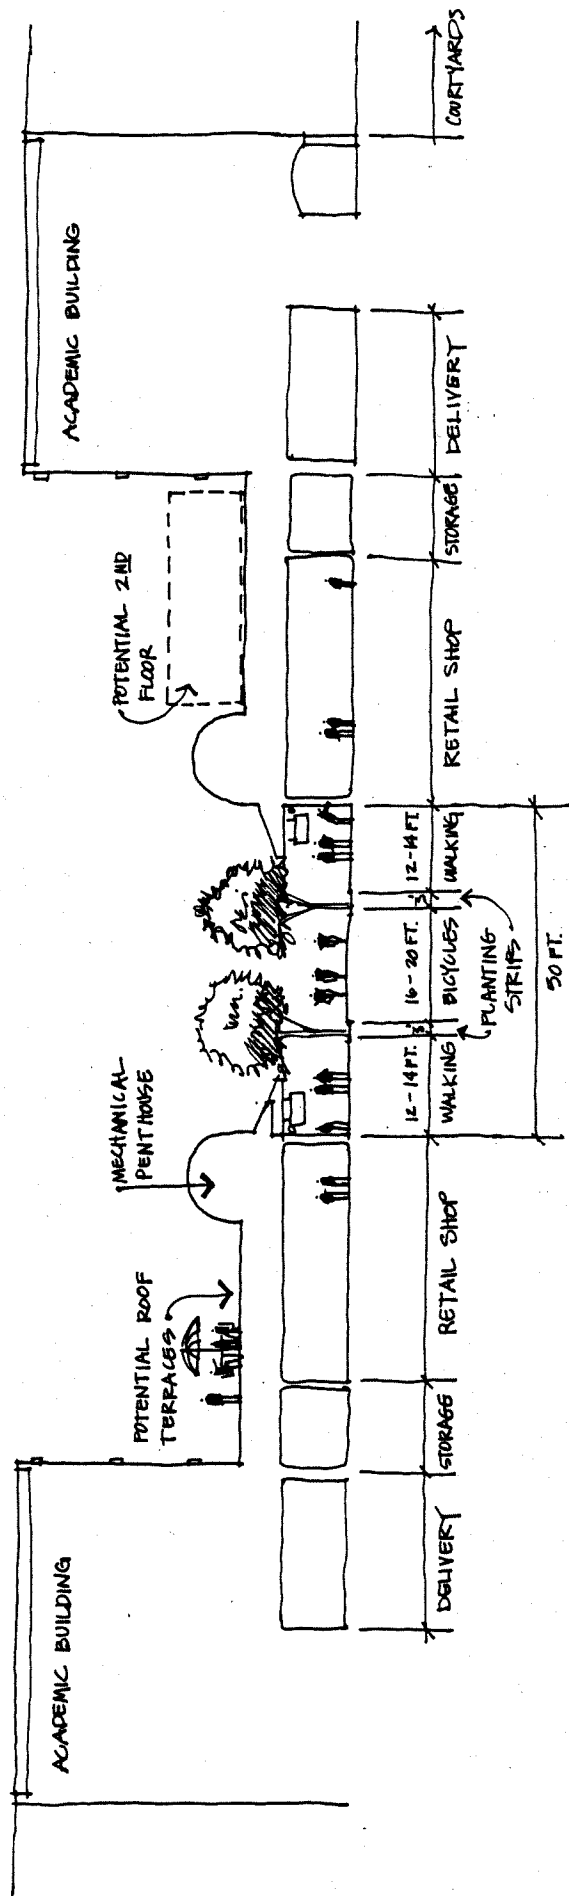 ACADEMIC BUILDING
POTENTIAL ROOF
TERRACES
MECHANICAL
PENTHOUSE
POTENTIAL 2ND
FLOOR
ACADEMIC BUILDING
DELIVERY
STORAGE
RETAIL SHOP
12-14 FT.
WALKING
3'
16-20 FT.
BICYCLES
3'
12-14 FT.
WALKING
RETAIL SHOP
STORAGE
DELIVERY
COURTYARDS
PLANTING
STRIPS
50 FT.